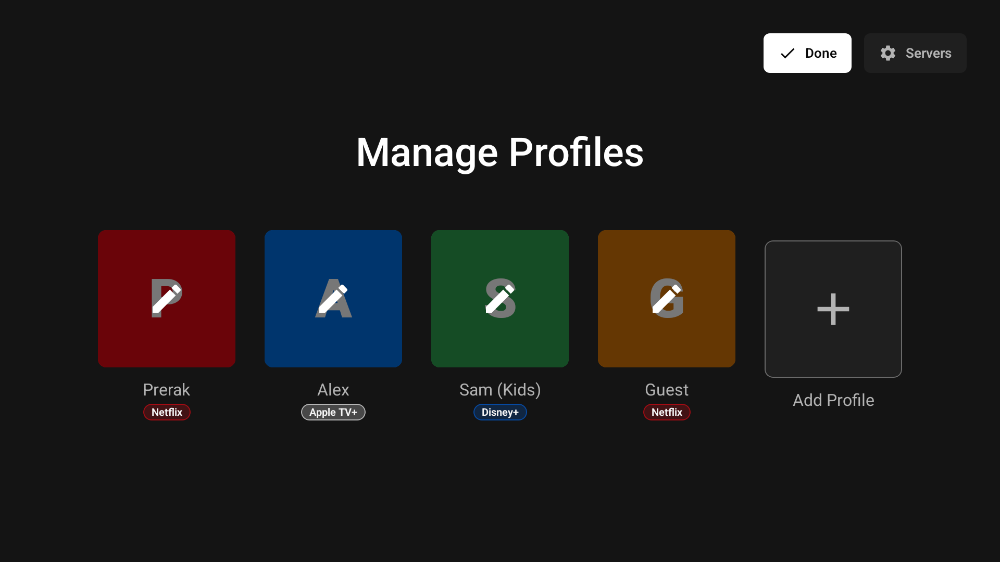 Done
Servers
Manage Profiles
P
A
S
G
Prerak
Alex
Sam (Kids)
Guest
Add Profile
Netflix
Apple TV+
Disney+
Netflix